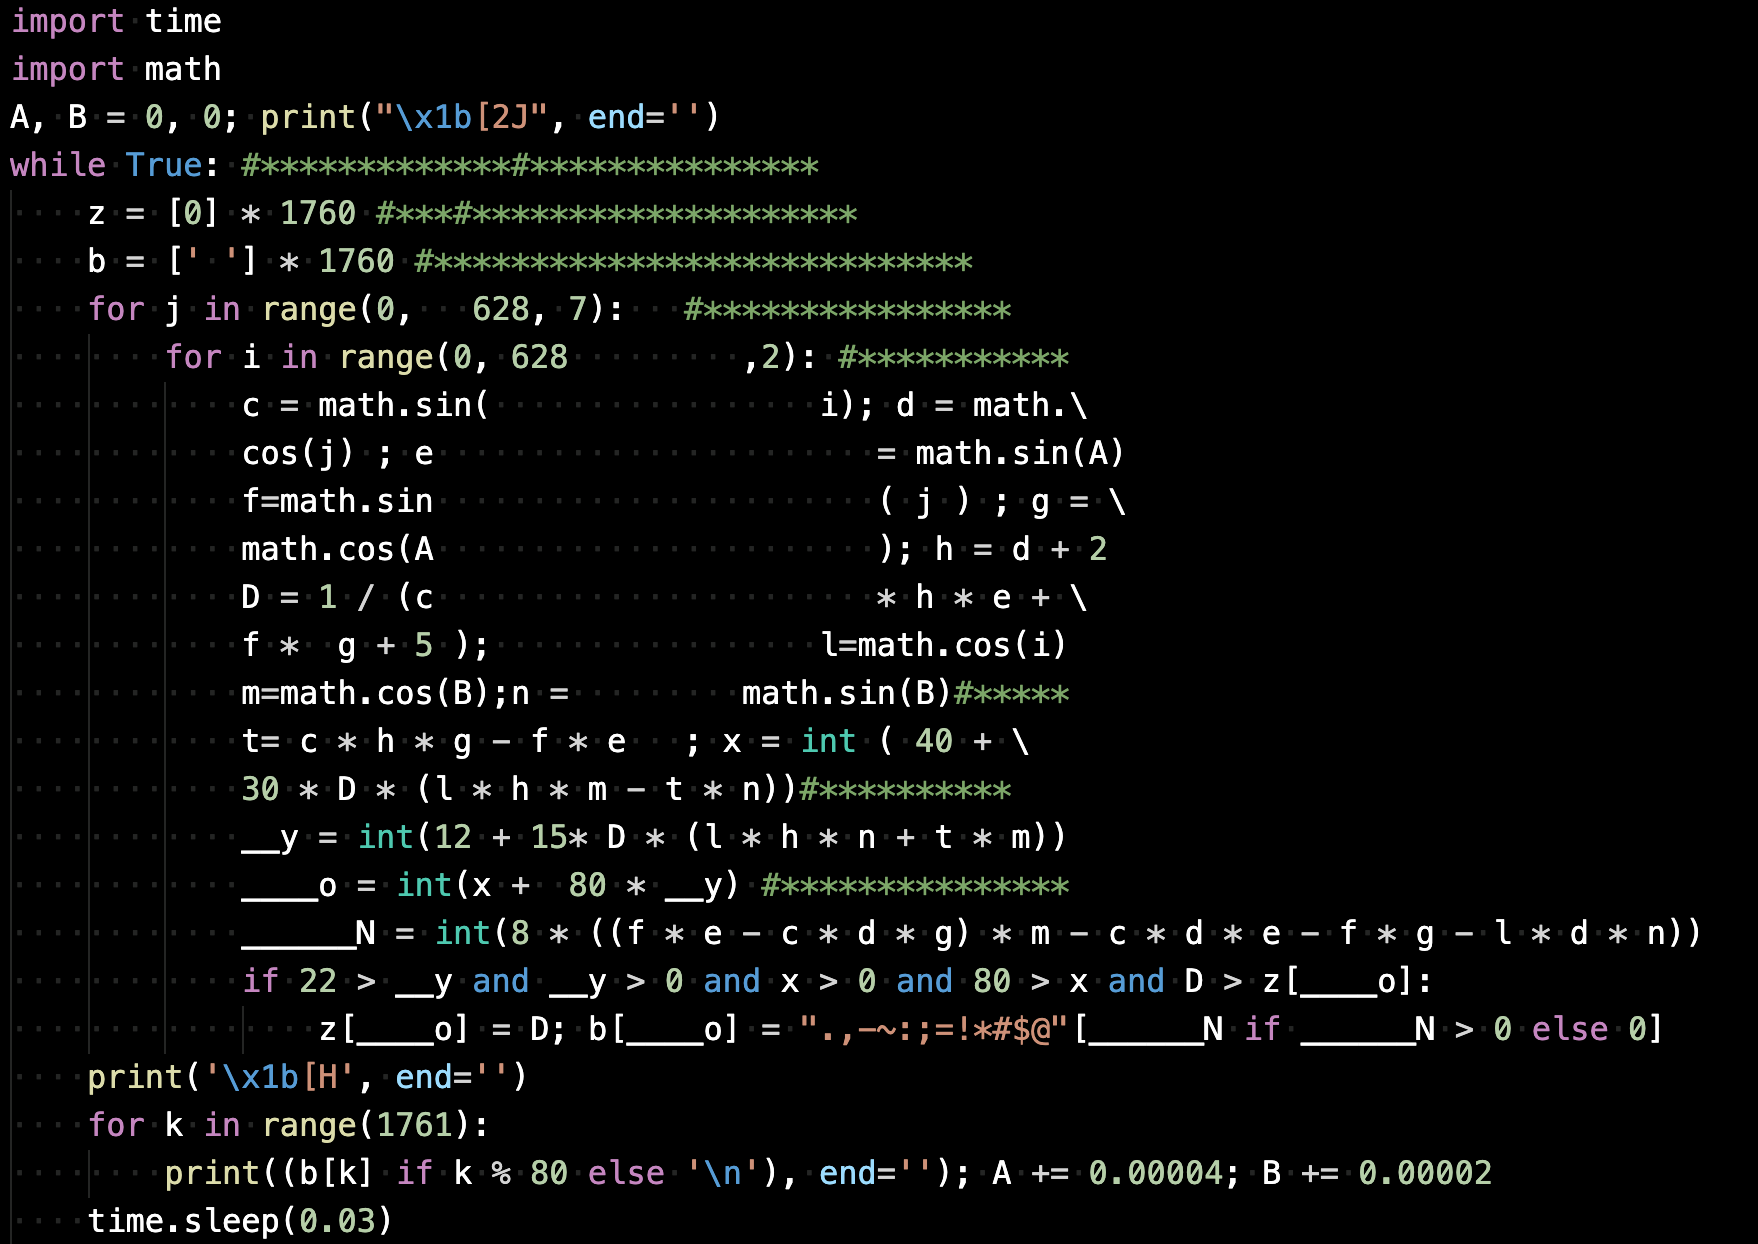 import time
import math
A, B = 0, 0; print("\x1b[2J", end='')
while True: #*************#***************
    z = [0] * 1760 #***#********************
    b = [' '] * 1760 #****************************
    for j in range(0,   628, 7):   #****************
        for i in range(0, 628         ,2): #***********
            c = math.sin(                 i); d = math.\
            cos(j) ; e                       = math.sin(A)
            f=math.sin                       ( j ) ; g = \
            math.cos(A                       ); h = d + 2
            D = 1 / (c                       * h * e + \
            f *  g + 5 );                 l=math.cos(i)
            m=math.cos(B);n =         math.sin(B)#*****
            t= c * h * g - f * e   ; x = int ( 40 + \
            30 * D * (l * h * m - t * n))#**********
            __y = int(12 + 15* D * (l * h * n + t * m))
            ____o = int(x +  80 * __y) #***************
            ______N = int(8 * ((f * e - c * d * g) * m - c * d * e - f * g - l * d * n))
            if 22 > __y and __y > 0 and x > 0 and 80 > x and D > z[____o]:
                z[____o] = D; b[____o] = ".,-~:;=!*#$@"[______N if ______N > 0 else 0]
    print('\x1b[H', end='')
    for k in range(1761):
        print((b[k] if k % 80 else '\n'), end=''); A += 0.00004; B += 0.00002
    time.sleep(0.03)